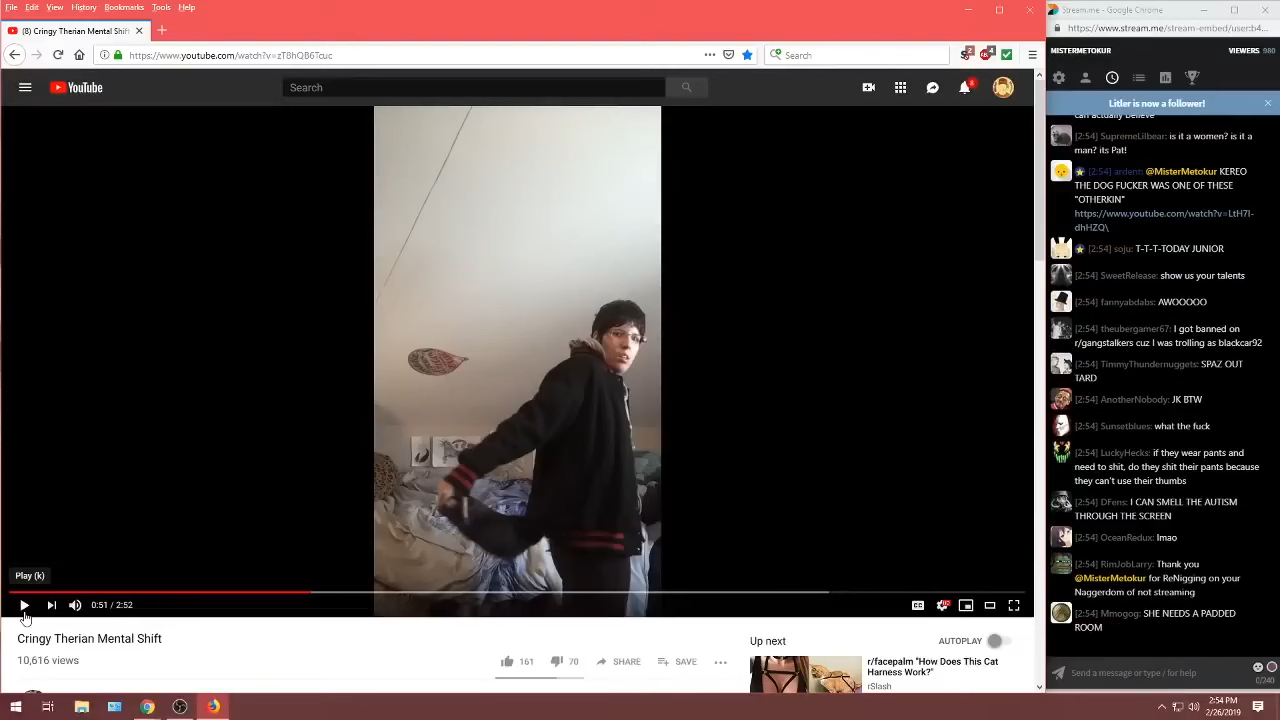 File Edit View History Bookmarks Tools Help
(8) Cringy Therian Mental Shif
https://www.youtube.com/watch?v=zT8hQB6Tcuc
Search
YouTube
Search
Play (k)
0:51 / 2:52
Cringy Therian Mental Shift
10,616 views
161
70
SHARE
SAVE
Up next
AUTOPLAY
r/facepalm "How Does This Cat
Harness Work?"
rSlash
Stream.me - Google Chrome
https://www.stream.me/stream-embed/user:b4...
MISTERMETOKUR
VIEWERS 980
Litler is now a follower!
can actually believe
[2:54] SupremeLilbear: is it a women? is it a
man? its Pat!
[2:54] ardent: @MisterMetokur KEREO
THE DOG FUCKER WAS ONE OF THESE
"OTHERKIN"
https://www.youtube.com/watch?v=LtH7I-
dhHZQ\
[2:54] soju: T-T-T-TODAY JUNIOR
[2:54] SweetRelease: show us your talents
[2:54] fannyabdabs: AWOOOOO
[2:54] theubergamer67: I got banned on
r/gangstalkers cuz I was trolling as blackcar92
[2:54] TimmyThundernuggets: SPAZ OUT
TARD
[2:54] AnotherNobody: JK BTW
[2:54] Sunsetblues: what the fuck
[2:54] LuckyHecks: if they wear pants and
need to shit, do they shit their pants because
they can't use their thumbs
[2:54] DFens: I CAN SMELL THE AUTISM
THROUGH THE SCREEN
[2:54] OceanRedux: lmao
[2:54] RimJobLarry: Thank you
@MisterMetokur for ReNigging on your
Naggerdom of not streaming
[2:54] Mmogog: SHE NEEDS A PADDED
ROOM
Send a message or type / for help
0/240
2:54 PM
2/26/2019